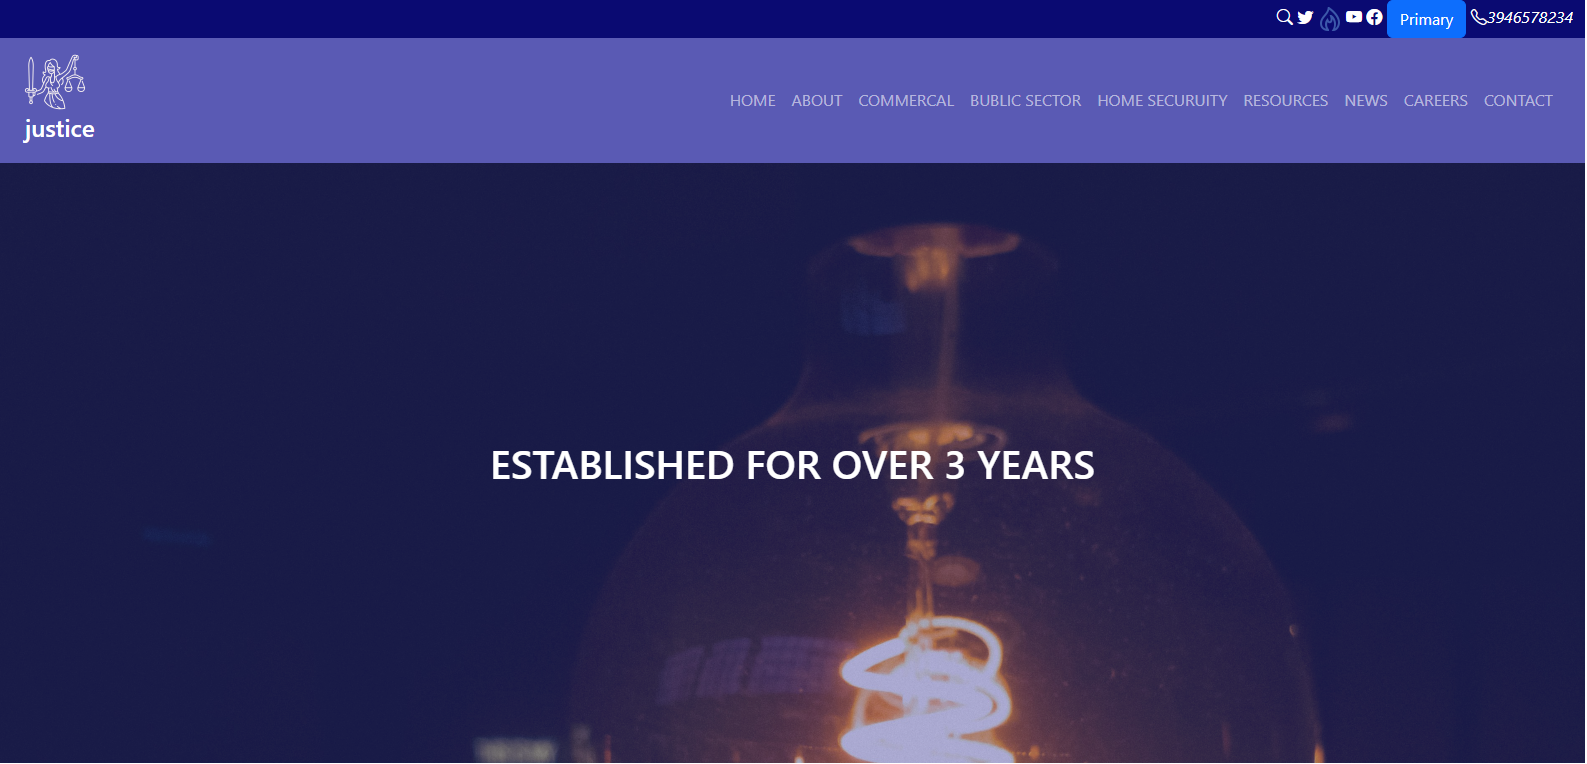 Primary 3946578234
justice
HOME ABOUT COMMERCAL BUBLIC SECTOR HOME SECURUITY RESOURCES NEWS CAREERS CONTACT
ESTABLISHED FOR OVER 3 YEARS